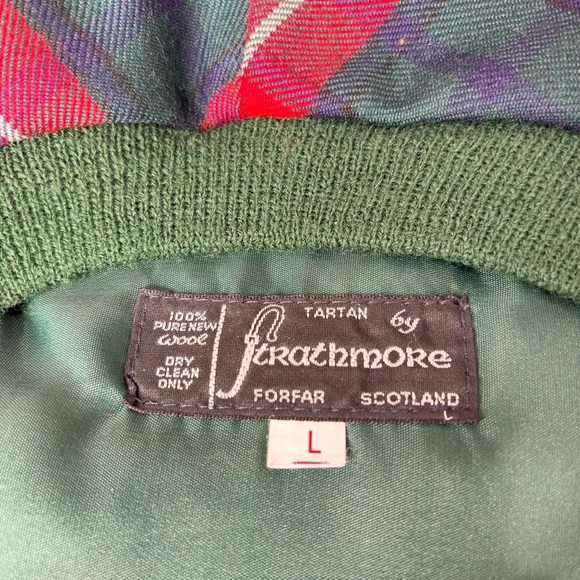 100%
PURE NEW
wool
DRY
CLEAN
ONLY
TARTAN by
Strathmore
FORFAR SCOTLAND
L